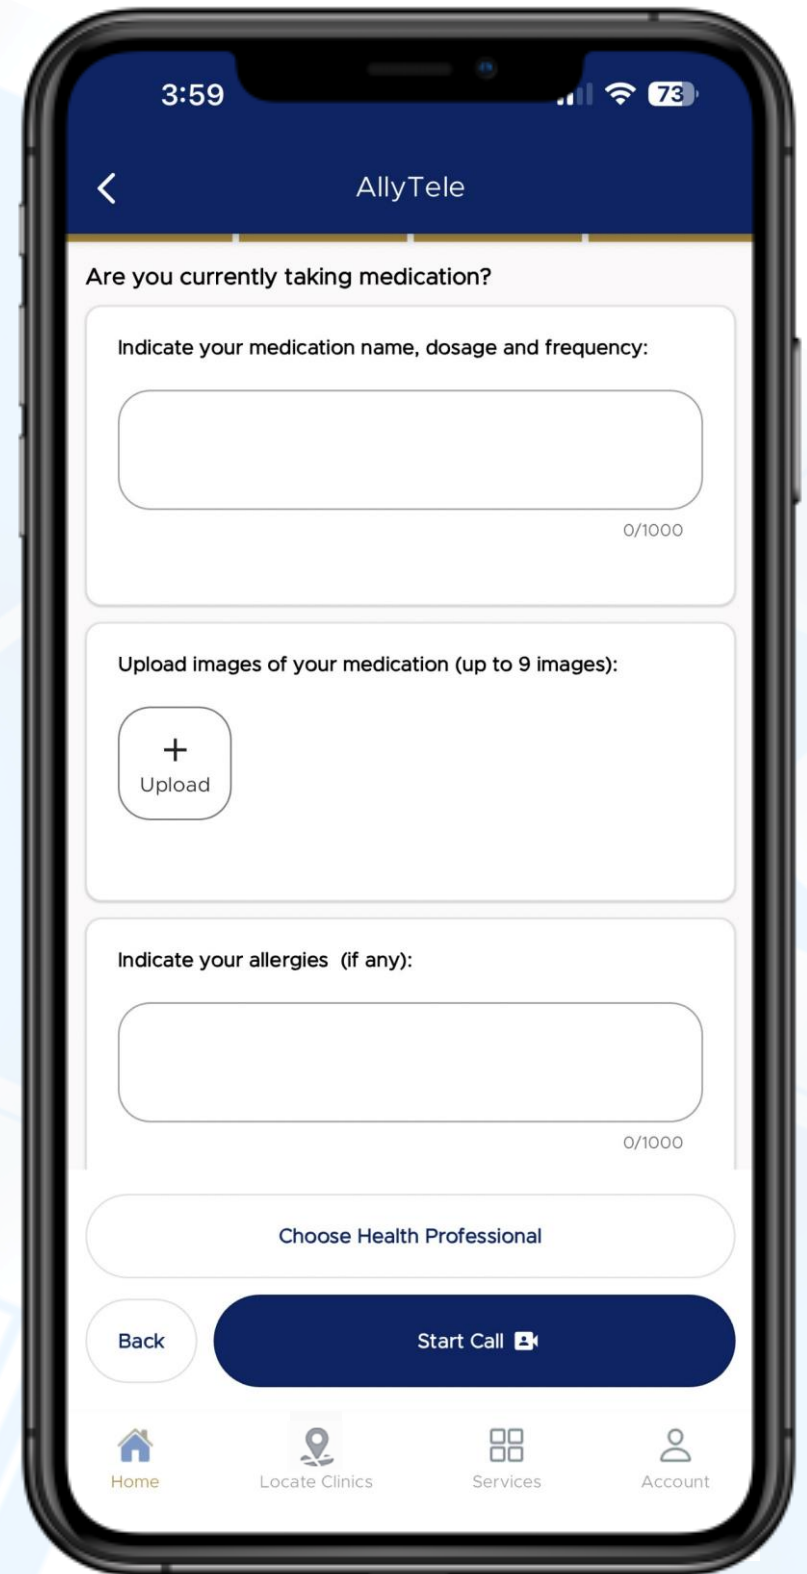 3:59
73
AllyTele
Are you currently taking medication?
Indicate your medication name, dosage and frequency:
0/1000
Upload images of your medication (up to 9 images):
+
Upload
Indicate your allergies (if any):
0/1000
Choose Health Professional
Back
Start Call
Home
Locate Clinics
Services
Account